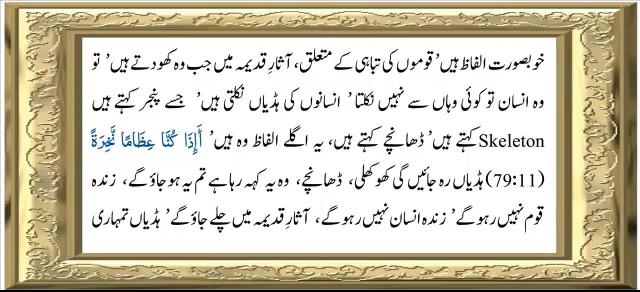 خوبصورت الفاظ ہیں' قوموں کی تباہی کے متعلق، آثارِ قدیمہ میں جب وہ کھودتے ہیں' تو
وہ انسان تو کوئی وہاں سے نہیں نکلتا' انسانوں کی ہڈیاں نکلتی ہیں' جسے پنجر کہتے ہیں
Skeleton کہتے ہیں' ڈھانچے کہتے ہیں، یہ اگلے الفاظ وہ ہیں' أَإِذَا كُنَّا عِظَامًا نَّخِرَةً
(79:11) ہڈیاں رہ جائیں گی کھوکھلی، ڈھانچے، وہ یہ کہہ رہا ہے تم یہ ہو جاؤ گے، زندہ
قوم نہیں رہو گے' زندہ انسان نہیں رہو گے، آثارِ قدیمہ میں چلے جاؤ گے' ہڈیاں تمہاری